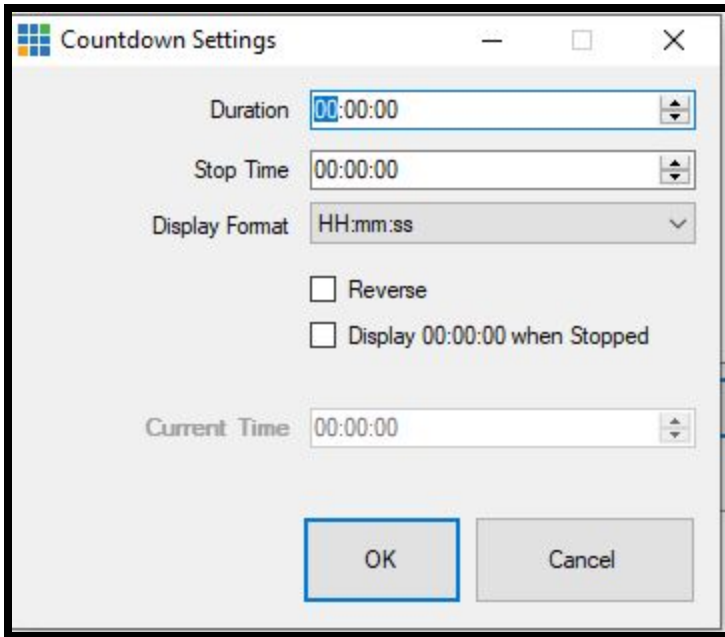 Countdown Settings
Duration 00:00:00
Stop Time 00:00:00
Display Format HH:mm:ss
Reverse
Display 00:00:00 when Stopped
Current Time 00:00:00
OK Cancel